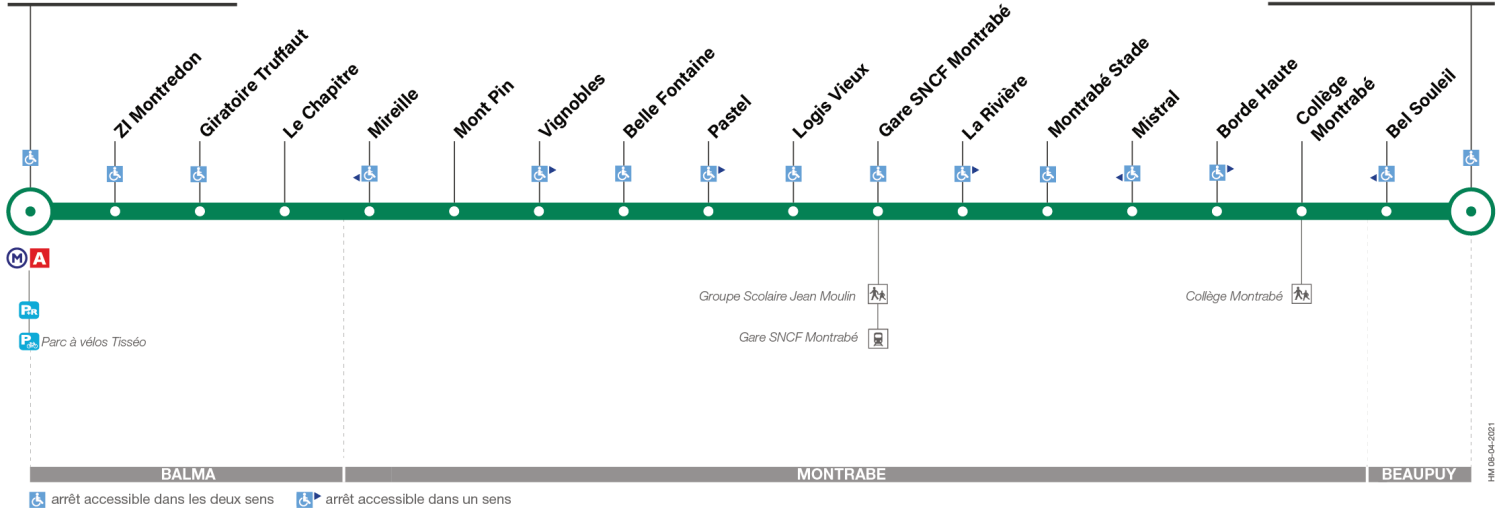 ZI Montredon
Giratoire Truffaut
Le Chapitre
Mireille
Mont Pin
Vignobles
Belle Fontaine
Pastel
Logis Vieux
Gare SNCF Montrabé
La Rivière
Montrabé Stade
Mistral
Borde Haute
Collège
Montrabé
Bel Souleil
M A
P+R
P
Parc à vélos Tisséo
Groupe Scolaire Jean Moulin
Gare SNCF Montrabé
Collège Montrabé
BALMA
MONTRABE
BEAUPUY
arrêt accessible dans les deux sens
arrêt accessible dans un sens
HM 08-04-2021